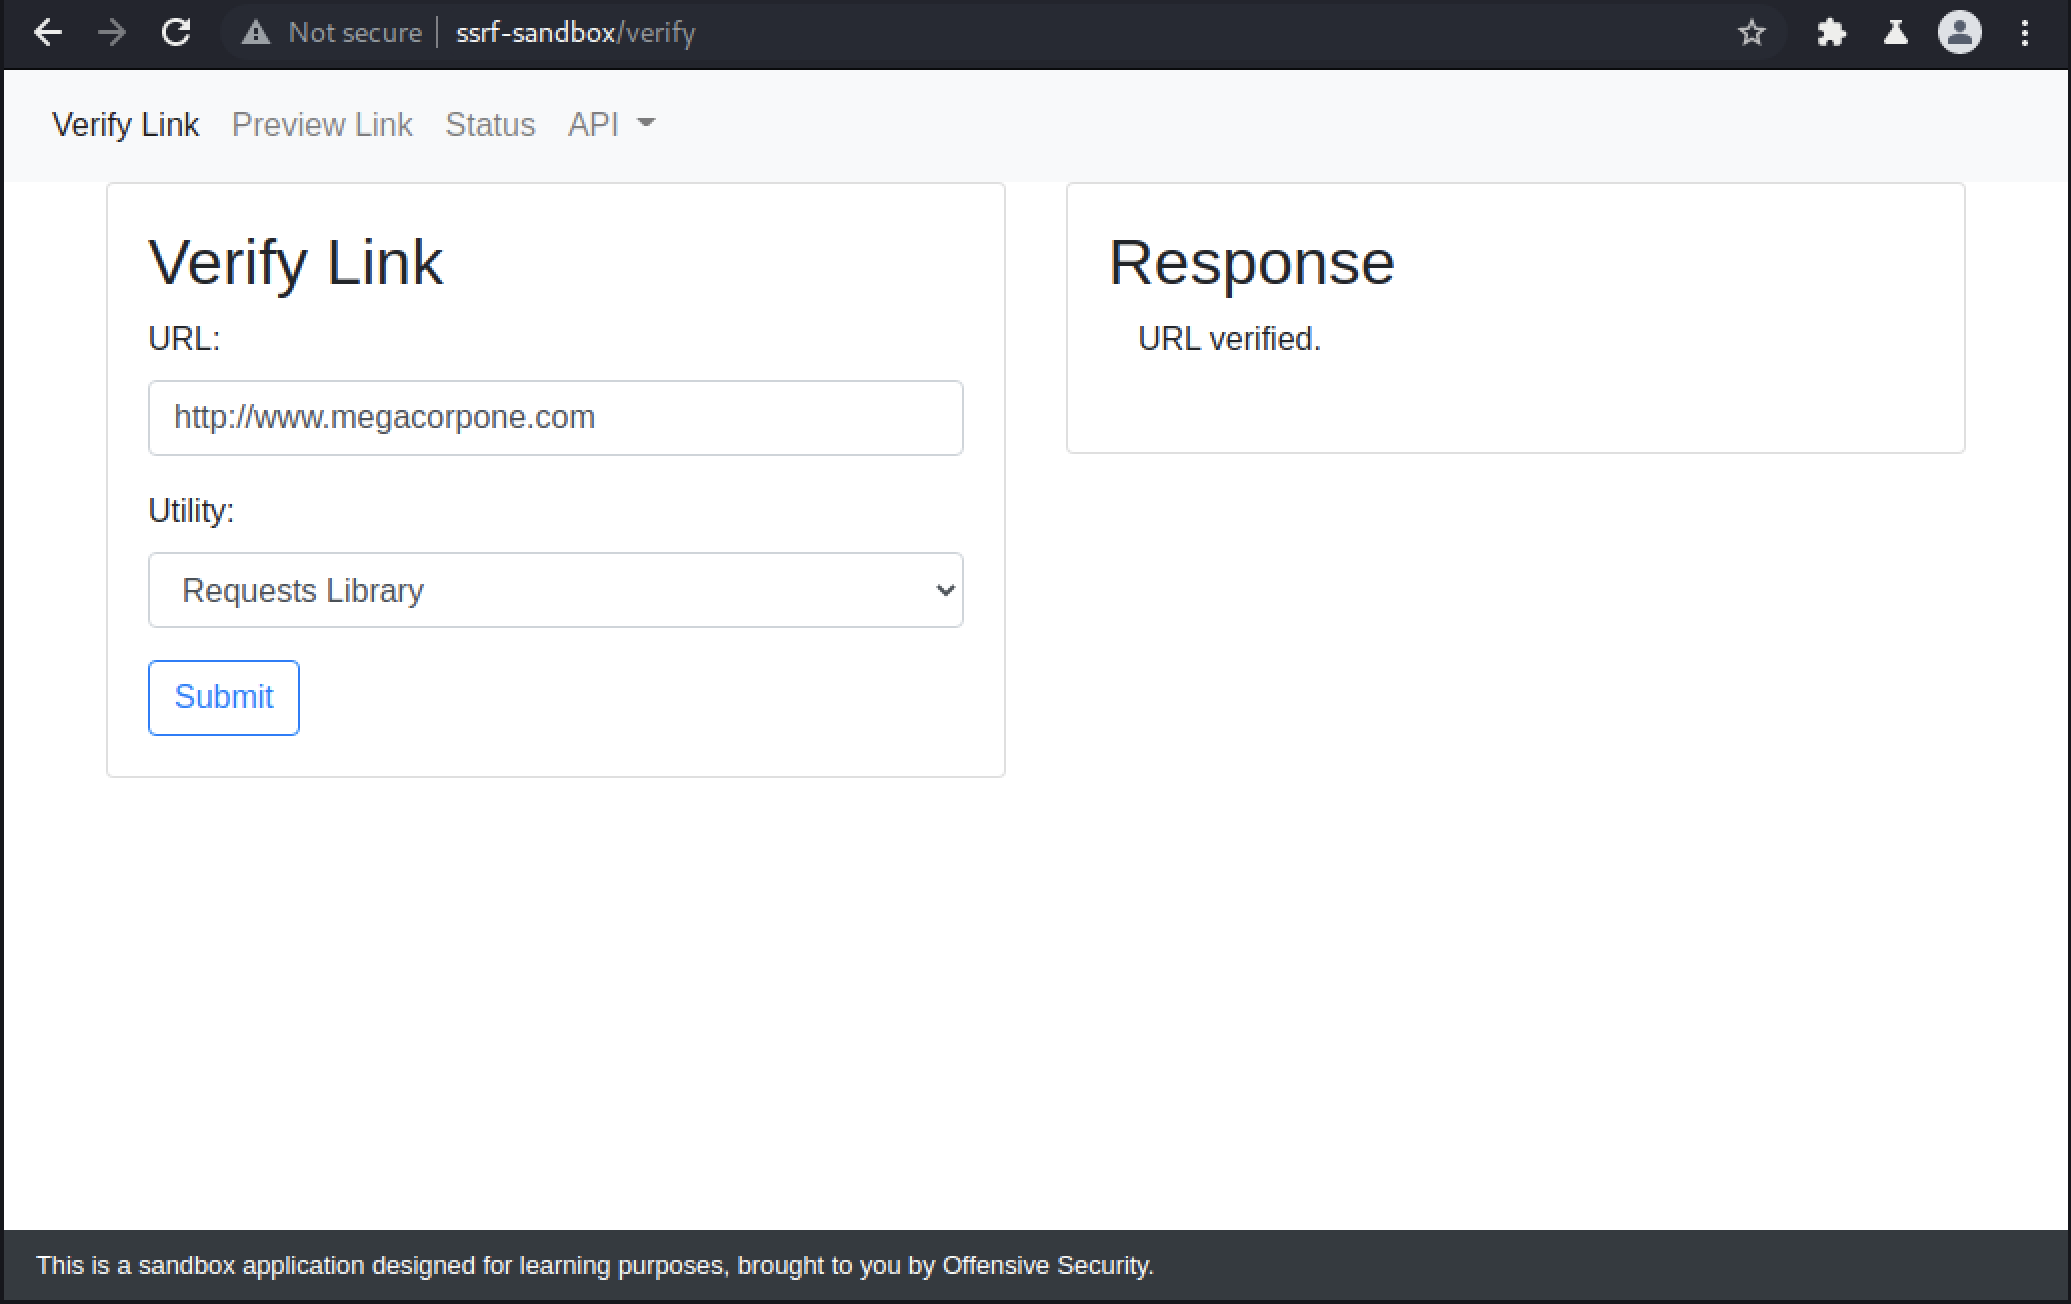 Not secure ssrf-sandbox/verify
Verify Link Preview Link Status API
Verify Link
URL:
http://www.megacorpone.com
Utility:
Requests Library
Submit
Response
URL verified.
This is a sandbox application designed for learning purposes, brought to you by Offensive Security.